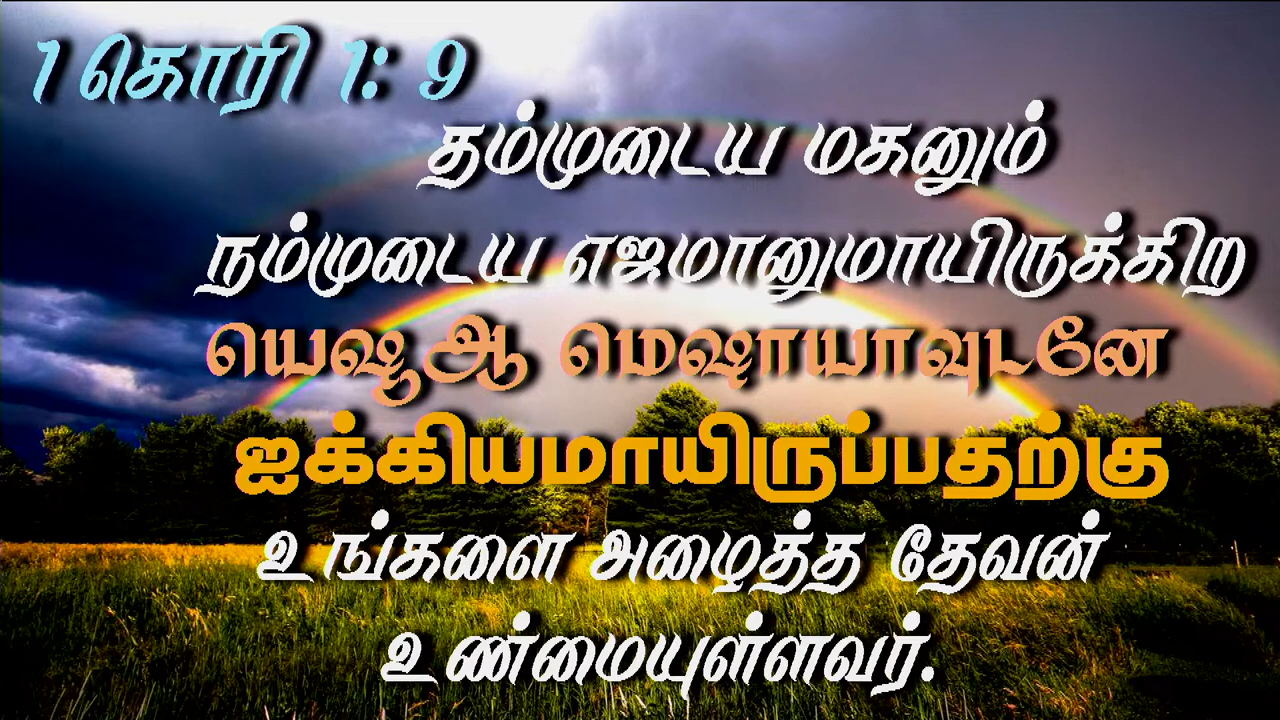 1 கொரி 1: 9
தம்முடைய மகனும்
நம்முடைய எஜமானுமாயிருக்கிற
யெஷூஆ மெஷாயாவுடனே
ஐக்கியமாயிருப்பதற்கு
உங்களை அழைத்த தேவன்
உண்மையுள்ளவர்.